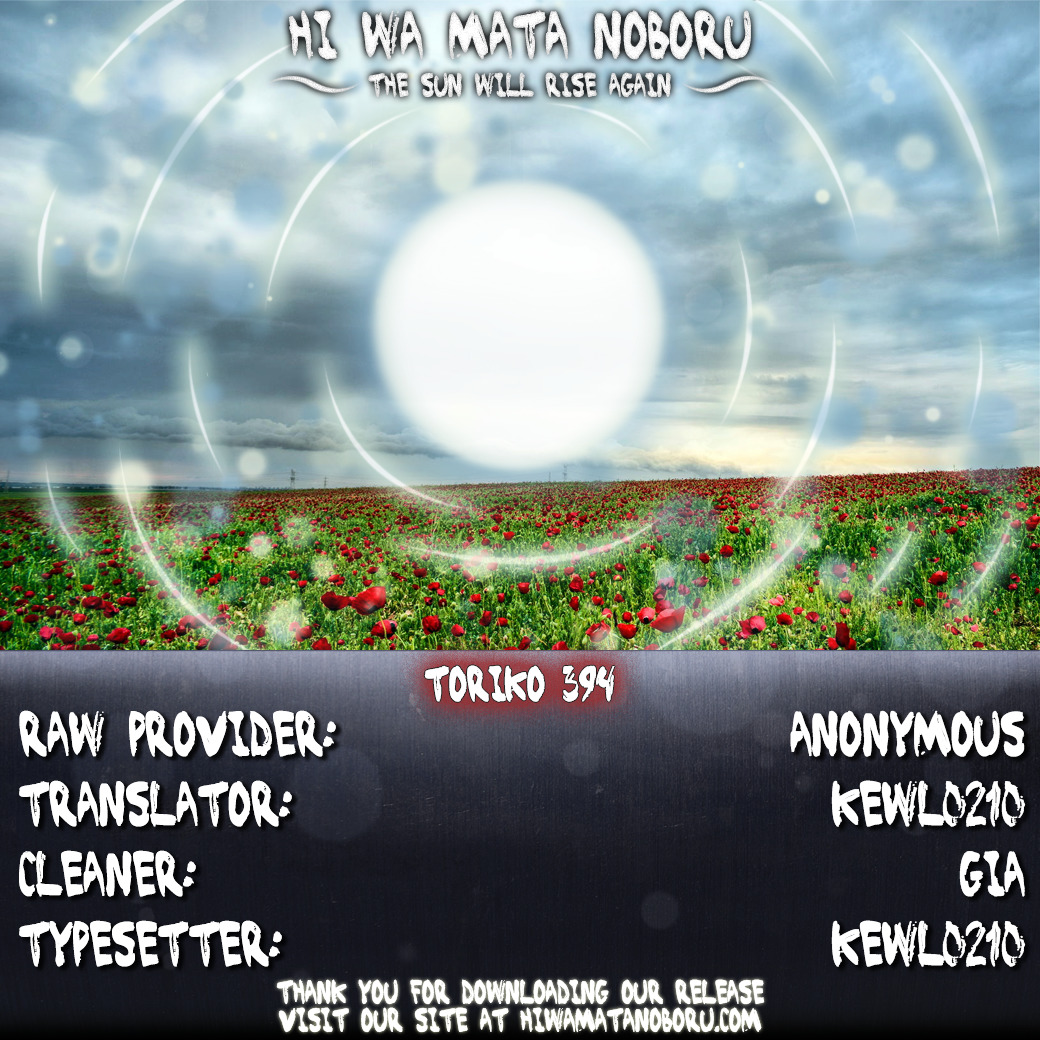 HI WA MATA NOBORU
THE SUN WILL RISE AGAIN
TORIKO 394
RAW PROVIDER: ANONYMOUS
TRANSLATOR: KEWL0210
CLEANER: GIA
TYPESETTER: KEWL0210
THANK YOU FOR DOWNLOADING OUR RELEASE
VISIT OUR SITE AT HIWAMATANOBORU.COM